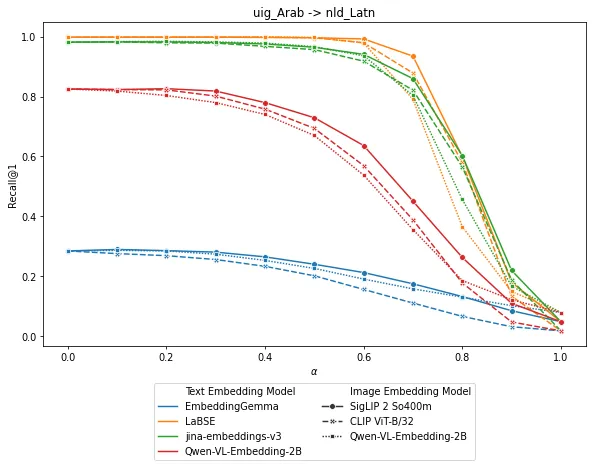 uig_Arab -> nld_Latn
Recall@1
1.0
0.8
0.6
0.4
0.2
0.0
0.0 0.2 0.4 0.6 0.8 1.0
α
Text Embedding Model
EmbeddingGemma
LaBSE
jina-embeddings-v3
Qwen-VL-Embedding-2B
Image Embedding Model
SigLIP 2 So400m
CLIP ViT-B/32
Qwen-VL-Embedding-2B